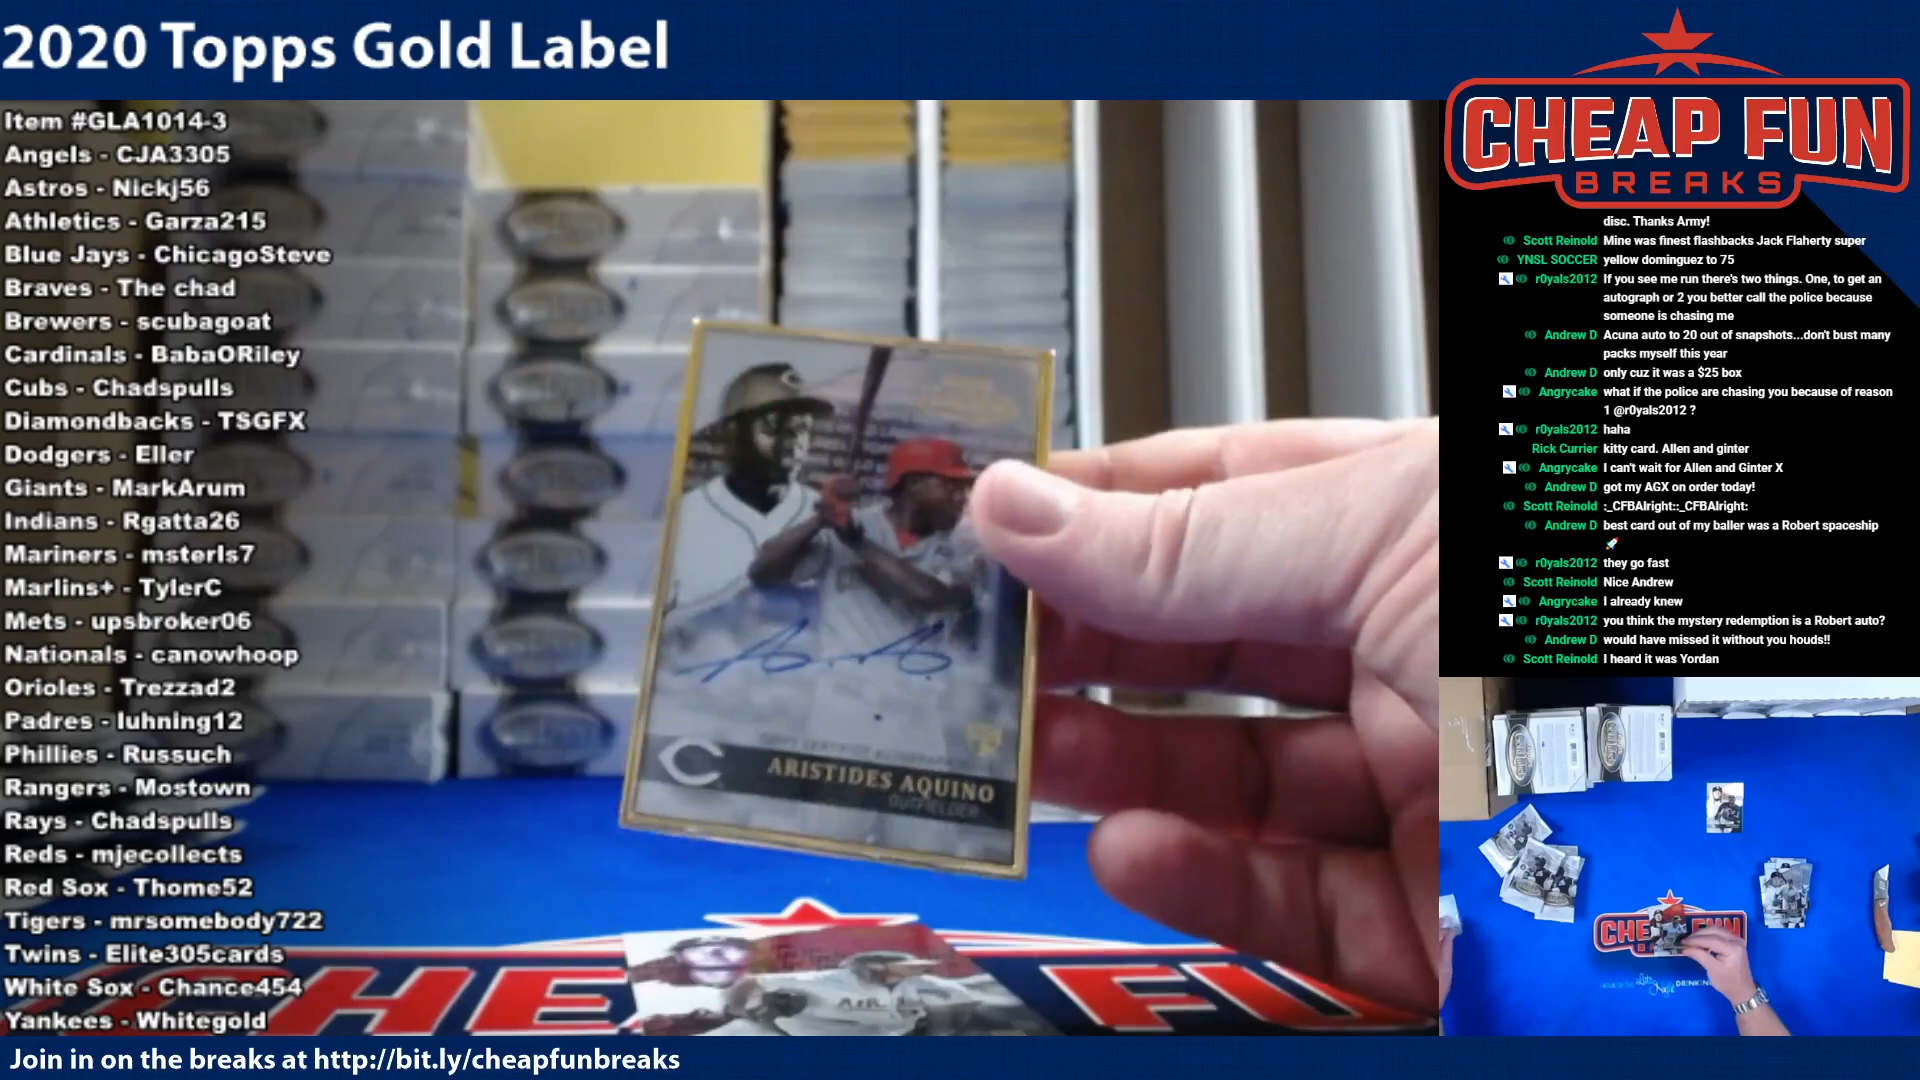 2020 Topps Gold Label
CHEAP FUN
BREAKS
Item #GLA1014-3
Angels - CJA3305
Astros - Nickj56
Athletics - Garza215
Blue Jays - ChicagoSteve
Braves - The chad
Brewers - scubagoat
Cardinals - BabaORiley
Cubs - Chadspulls
Diamondbacks - TSGFX
Dodgers - Eller
Giants - MarkArum
Indians - Rgatta26
Mariners - msterls7
Marlins+ - TylerC
Mets - upsbroker06
Nationals - canowhoop
Orioles - Trezzad2
Padres - luhning12
Phillies - Russuch
Rangers - Mostown
Rays - Chadspulls
Reds - mjecollects
Red Sox - Thome52
Tigers - mrsomebody722
Twins - Elite305cards
White Sox - Chance454
Yankees - Whitegold
ARISTIDES AQUINO
OUTFIELDER
disc. Thanks Army!
Scott Reinold Mine was finest flashbacks Jack Flaherty super
YNSL SOCCER yellow dominguez to 75
r0yals2012 If you see me run there's two things. One, to get an
autograph or 2 you better call the police because
someone is chasing me
Andrew D Acuna auto to 20 out of snapshots...don't bust many
packs myself this year
Andrew D only cuz it was a $25 box
Angrycake what if the police are chasing you because of reason
1 @r0yals2012 ?
r0yals2012 haha
Rick Currier kitty card. Allen and ginter
Angrycake I can't wait for Allen and Ginter X
Andrew D got my AGX on order today!
Scott Reinold :_CFBAlright::_CFBAlright:
Andrew D best card out of my baller was a Robert spaceship
🚀
r0yals2012 they go fast
Scott Reinold Nice Andrew
Angrycake I already knew
r0yals2012 you think the mystery redemption is a Robert auto?
Andrew D would have missed it without you houds!!
Scott Reinold I heard it was Yordan
CHE FU
CHE FUN
Join in on the breaks at http://bit.ly/cheapfunbreaks